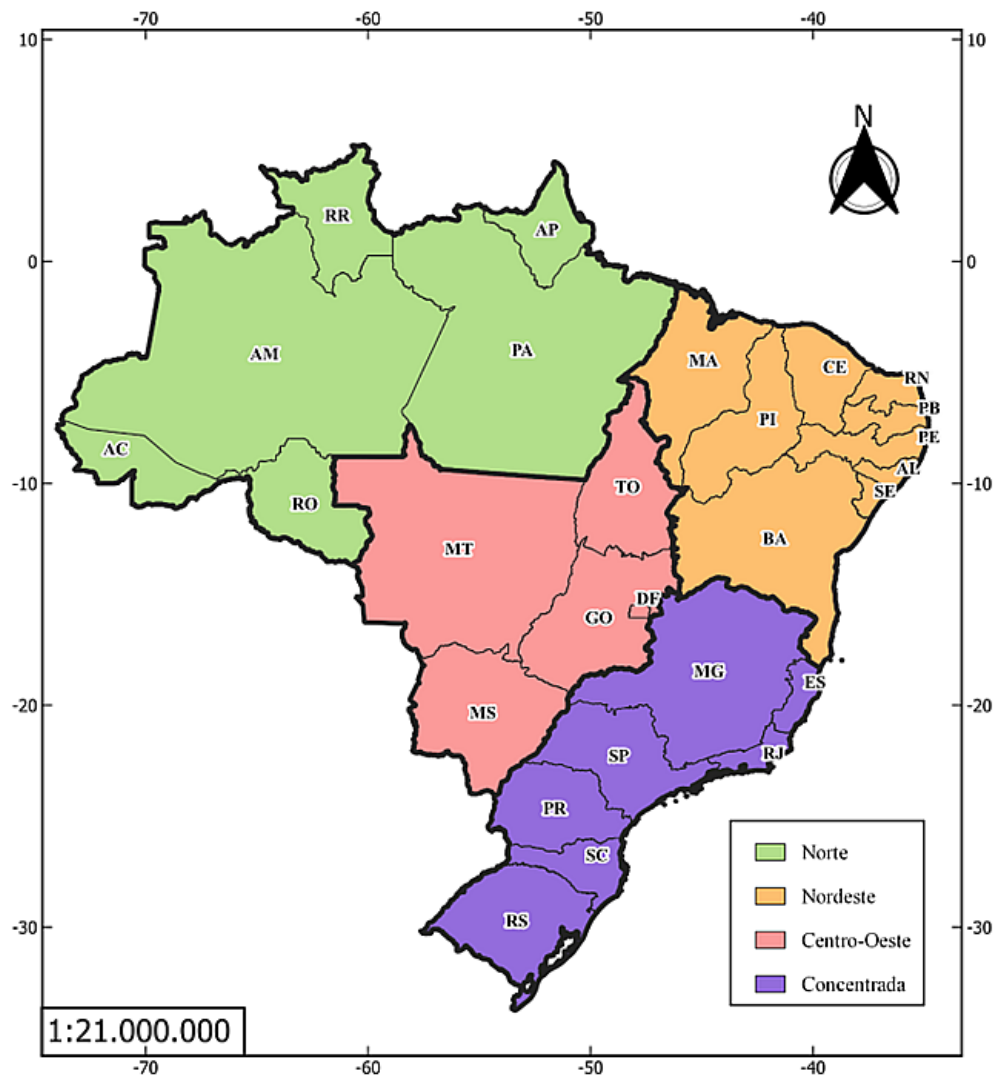 -70 -60 -50 -40
10 10
N
RR
AP
0 0
AM
PA
MA
CE
RN
PB
PI
PE
AC
AL
TO
-10 -10
SE
RO
BA
MT
DF
GO
MG
ES
-20 -20
MS
RJ
SP
PR
SC
Norte
Nordeste
RS
-30 -30
Centro-Oeste
Concentrada
1:21.000.000
-70 -60 -50 -40